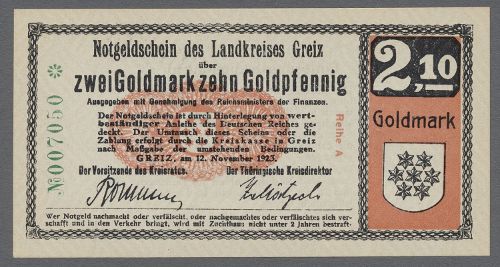 Notgeldschein des Landkreises Greiz
über
zwei Goldmark zehn Goldpfennig
Ausgegeben mit Genehmigung des Reichsministers der Finanzen.
Der Notgeldschein ist durch Hinterlegung von wert-
beständiger Anleihe des Deutschen Reiches ge-
deckt. Der Umtausch dieses Scheins oder die
Zahlung erfolgt durch die Kreiskasse in Greiz
nach Maßgabe der umstehenden Bedingungen.
GREIZ, am 12. November 1923.
Der Vorsitzende des Kreisrates.
Der Thüringische Kreisdirektor
Wer Notgeld nachmacht oder verfälscht, oder nachgemachtes oder verfälschtes sich ver-
schafft und in den Verkehr bringt, wird mit Zuchthaus nicht unter 2 Jahren bestraft.
№ 007050 *
Reihe A
2,10
Goldmark